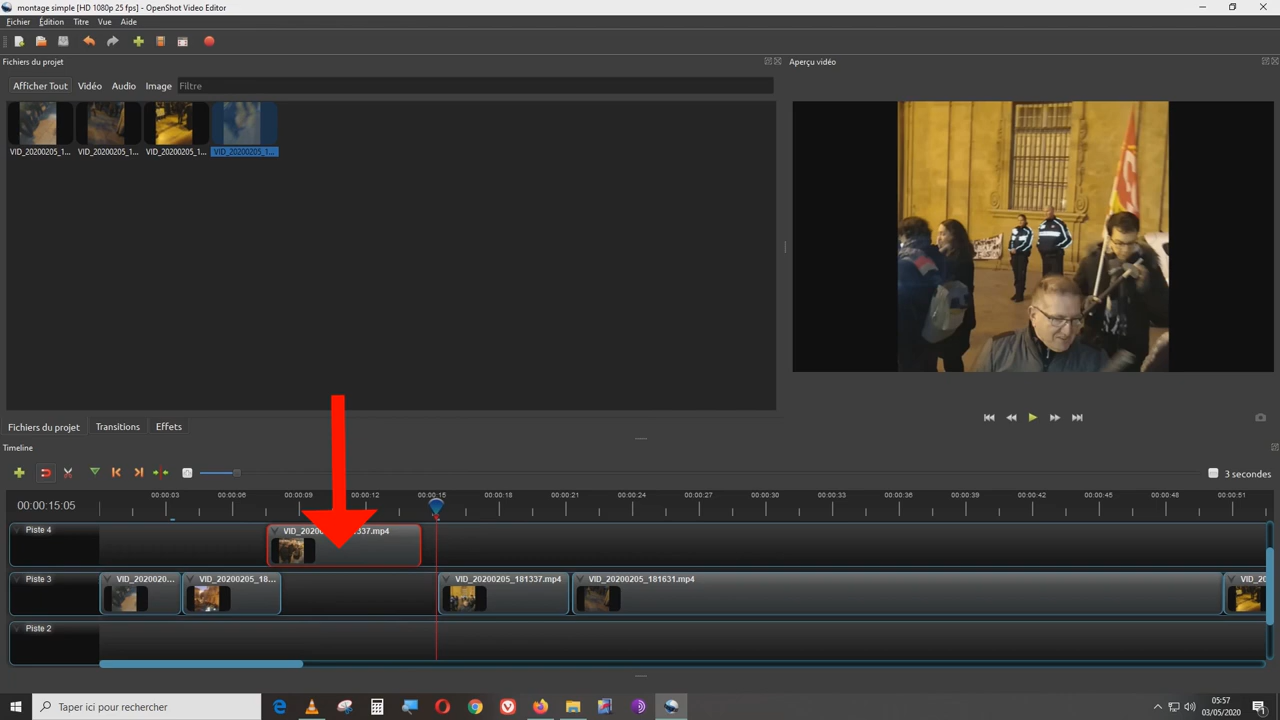 montage simple [HD 1080p 25 fps] - OpenShot Video Editor
Fichier Édition Titre Vue Aide
Fichiers du projet
Aperçu vidéo
Afficher Tout Vidéo Audio Image Filtre
VID_20200205_1... VID_20200205_1... VID_20200205_1... VID_20200205_1...
Fichiers du projet Transitions Effets
Timeline
3 secondes
00:00:15:05
00:00:03 00:00:06 00:00:09 00:00:12 00:00:15 00:00:18 00:00:21 00:00:24 00:00:27 00:00:30 00:00:33 00:00:36 00:00:39 00:00:42 00:00:45 00:00:48 00:00:51
Piste 4
Piste 3
VID_2020020... VID_20200205_18... VID_20200205_181337.mp4 VID_20200205_181631.mp4
Piste 2
Taper ici pour rechercher
05:57
03/05/2020
1